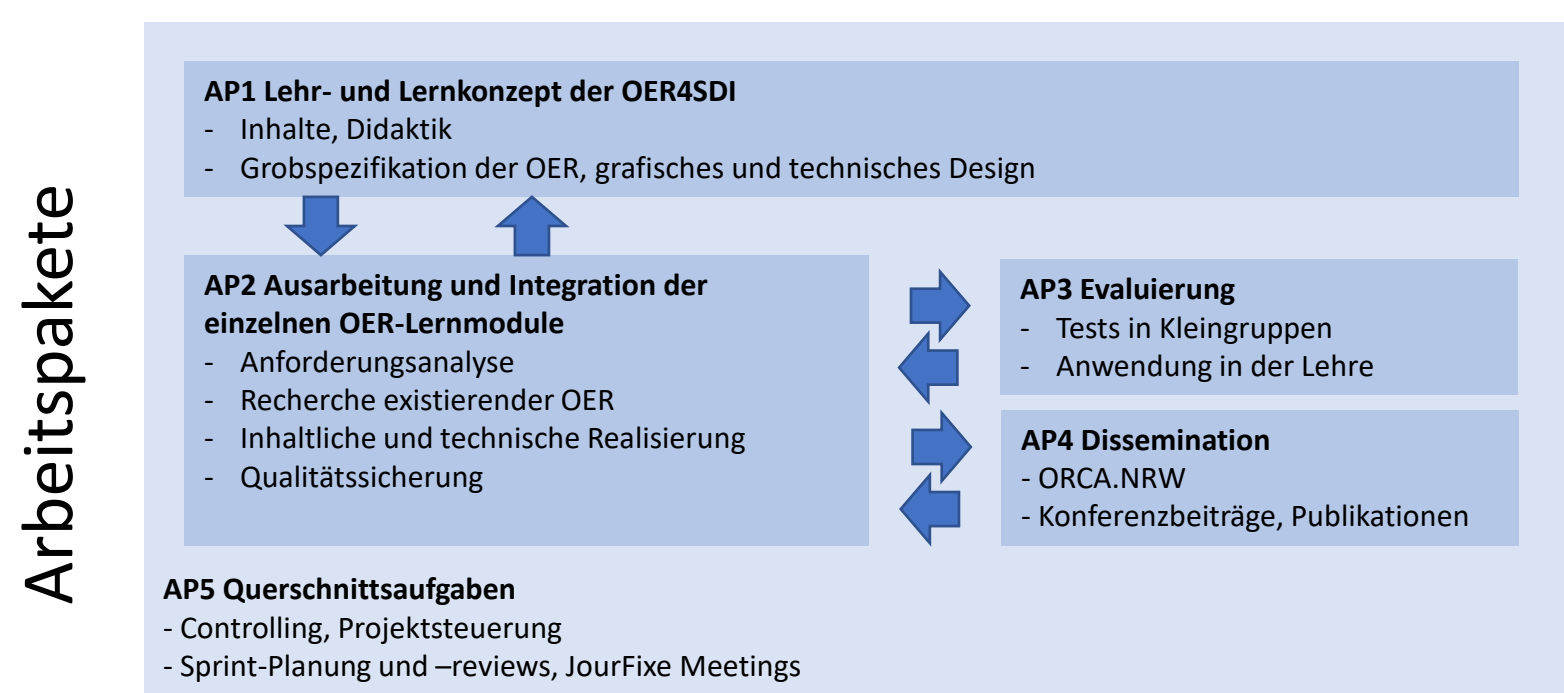 Arbeitspakete
AP1 Lehr- und Lernkonzept der OER4SDI
- Inhalte, Didaktik
- Grobspezifikation der OER, grafisches und technisches Design
AP2 Ausarbeitung und Integration der
einzelnen OER-Lernmodule
- Anforderungsanalyse
- Recherche existierender OER
- Inhaltliche und technische Realisierung
- Qualitätssicherung
AP3 Evaluierung
- Tests in Kleingruppen
- Anwendung in der Lehre
AP4 Dissemination
- ORCA.NRW
- Konferenzbeiträge, Publikationen
AP5 Querschnittsaufgaben
- Controlling, Projektsteuerung
- Sprint-Planung und –reviews, JourFixe Meetings